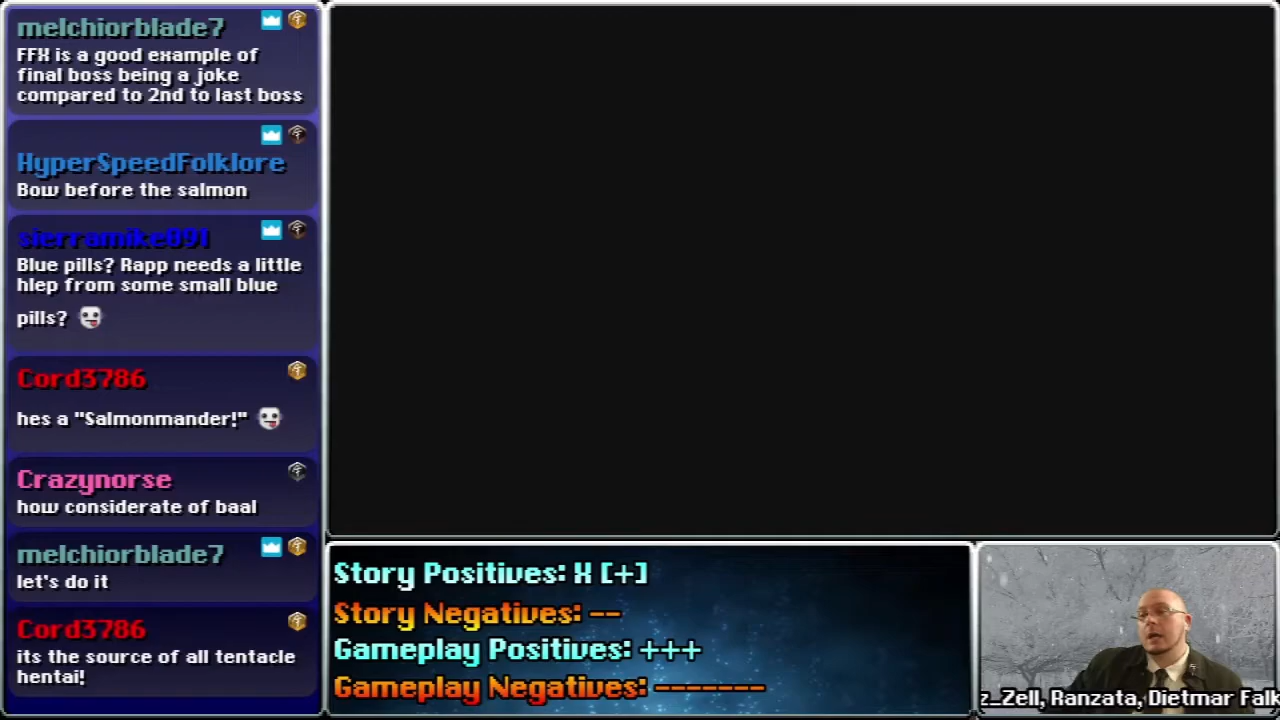 melchiorblade7
FFX is a good example of
final boss being a joke
compared to 2nd to last boss
HyperSpeedFolklore
Bow before the salmon
sierramike091
Blue pills? Rapp needs a little
hlep from some small blue
pills?
Cord3786
hes a "Salmonmander!"
Crazynorse
how considerate of baal
melchiorblade7
let's do it
Cord3786
its the source of all tentacle
hentai!
Story Positives: X [+]
Story Negatives: --
Gameplay Positives: +++
Gameplay Negatives: -------
z_Zell, Ranzata, Dietmar Falk